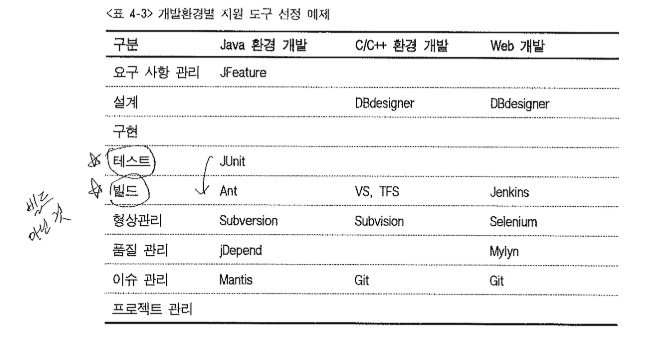 <표 4-3> 개발환경별 지원 도구 선정 예제
구분 Java 환경 개발 C/C++ 환경 개발 Web 개발
요구 사항 관리 JFeature
설계 DBdesigner DBdesigner
구현
테스트 JUnit
빌드 Ant VS, TFS Jenkins
형상관리 Subversion Subvision Selenium
품질 관리 jDepend Mylyn
이슈 관리 Mantis Git Git
프로젝트 관리
빌드
아닌 것